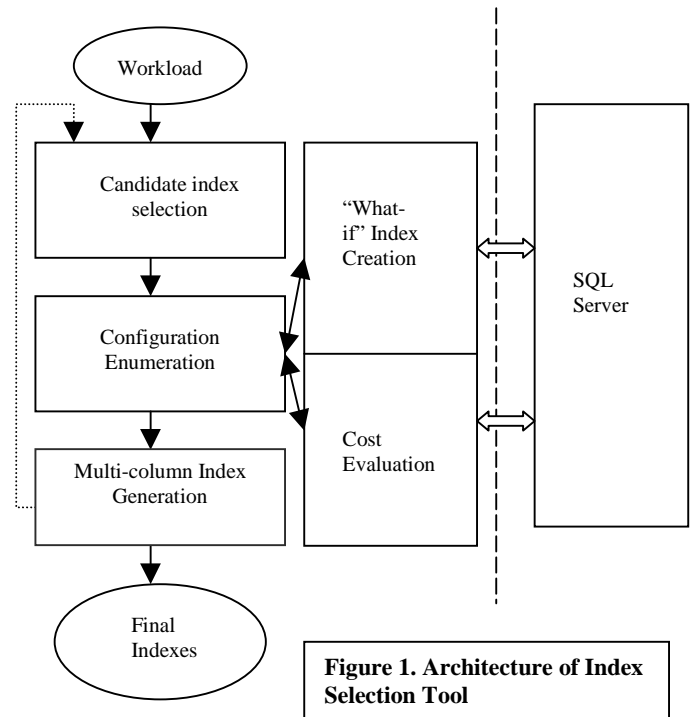 Workload
Candidate index
selection
Configuration
Enumeration
Multi-column Index
Generation
Final
Indexes
“What-
if” Index
Creation
Cost
Evaluation
SQL
Server
Figure 1. Architecture of Index
Selection Tool